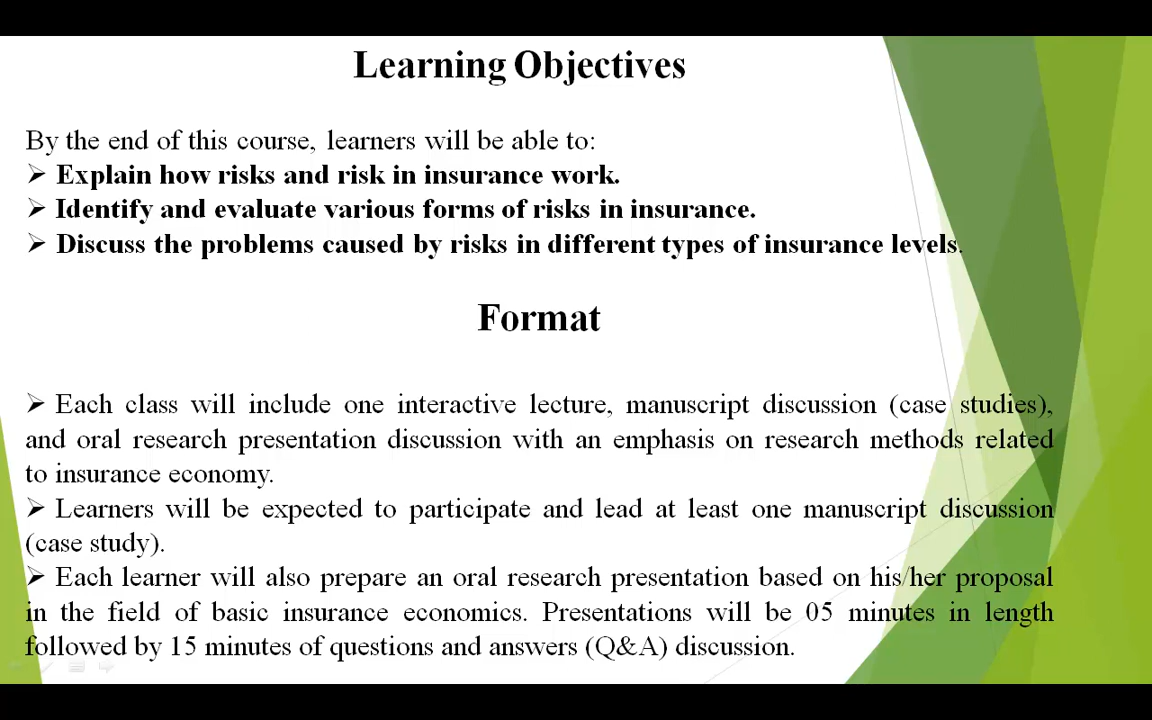 Learning Objectives
By the end of this course, learners will be able to:
➢ Explain how risks and risk in insurance work.
➢ Identify and evaluate various forms of risks in insurance.
➢ Discuss the problems caused by risks in different types of insurance levels.
Format
➢ Each class will include one interactive lecture, manuscript discussion (case studies),
and oral research presentation discussion with an emphasis on research methods related
to insurance economy.
➢ Learners will be expected to participate and lead at least one manuscript discussion
(case study).
➢ Each learner will also prepare an oral research presentation based on his/her proposal
in the field of basic insurance economics. Presentations will be 05 minutes in length
followed by 15 minutes of questions and answers (Q&A) discussion.